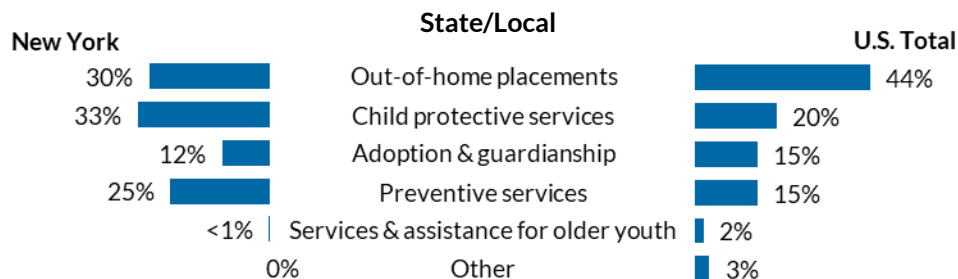 State/Local
New York U.S. Total
30% Out-of-home placements 44%
33% Child protective services 20%
12% Adoption & guardianship 15%
25% Preventive services 15%
<1% Services & assistance for older youth 2%
0% Other 3%